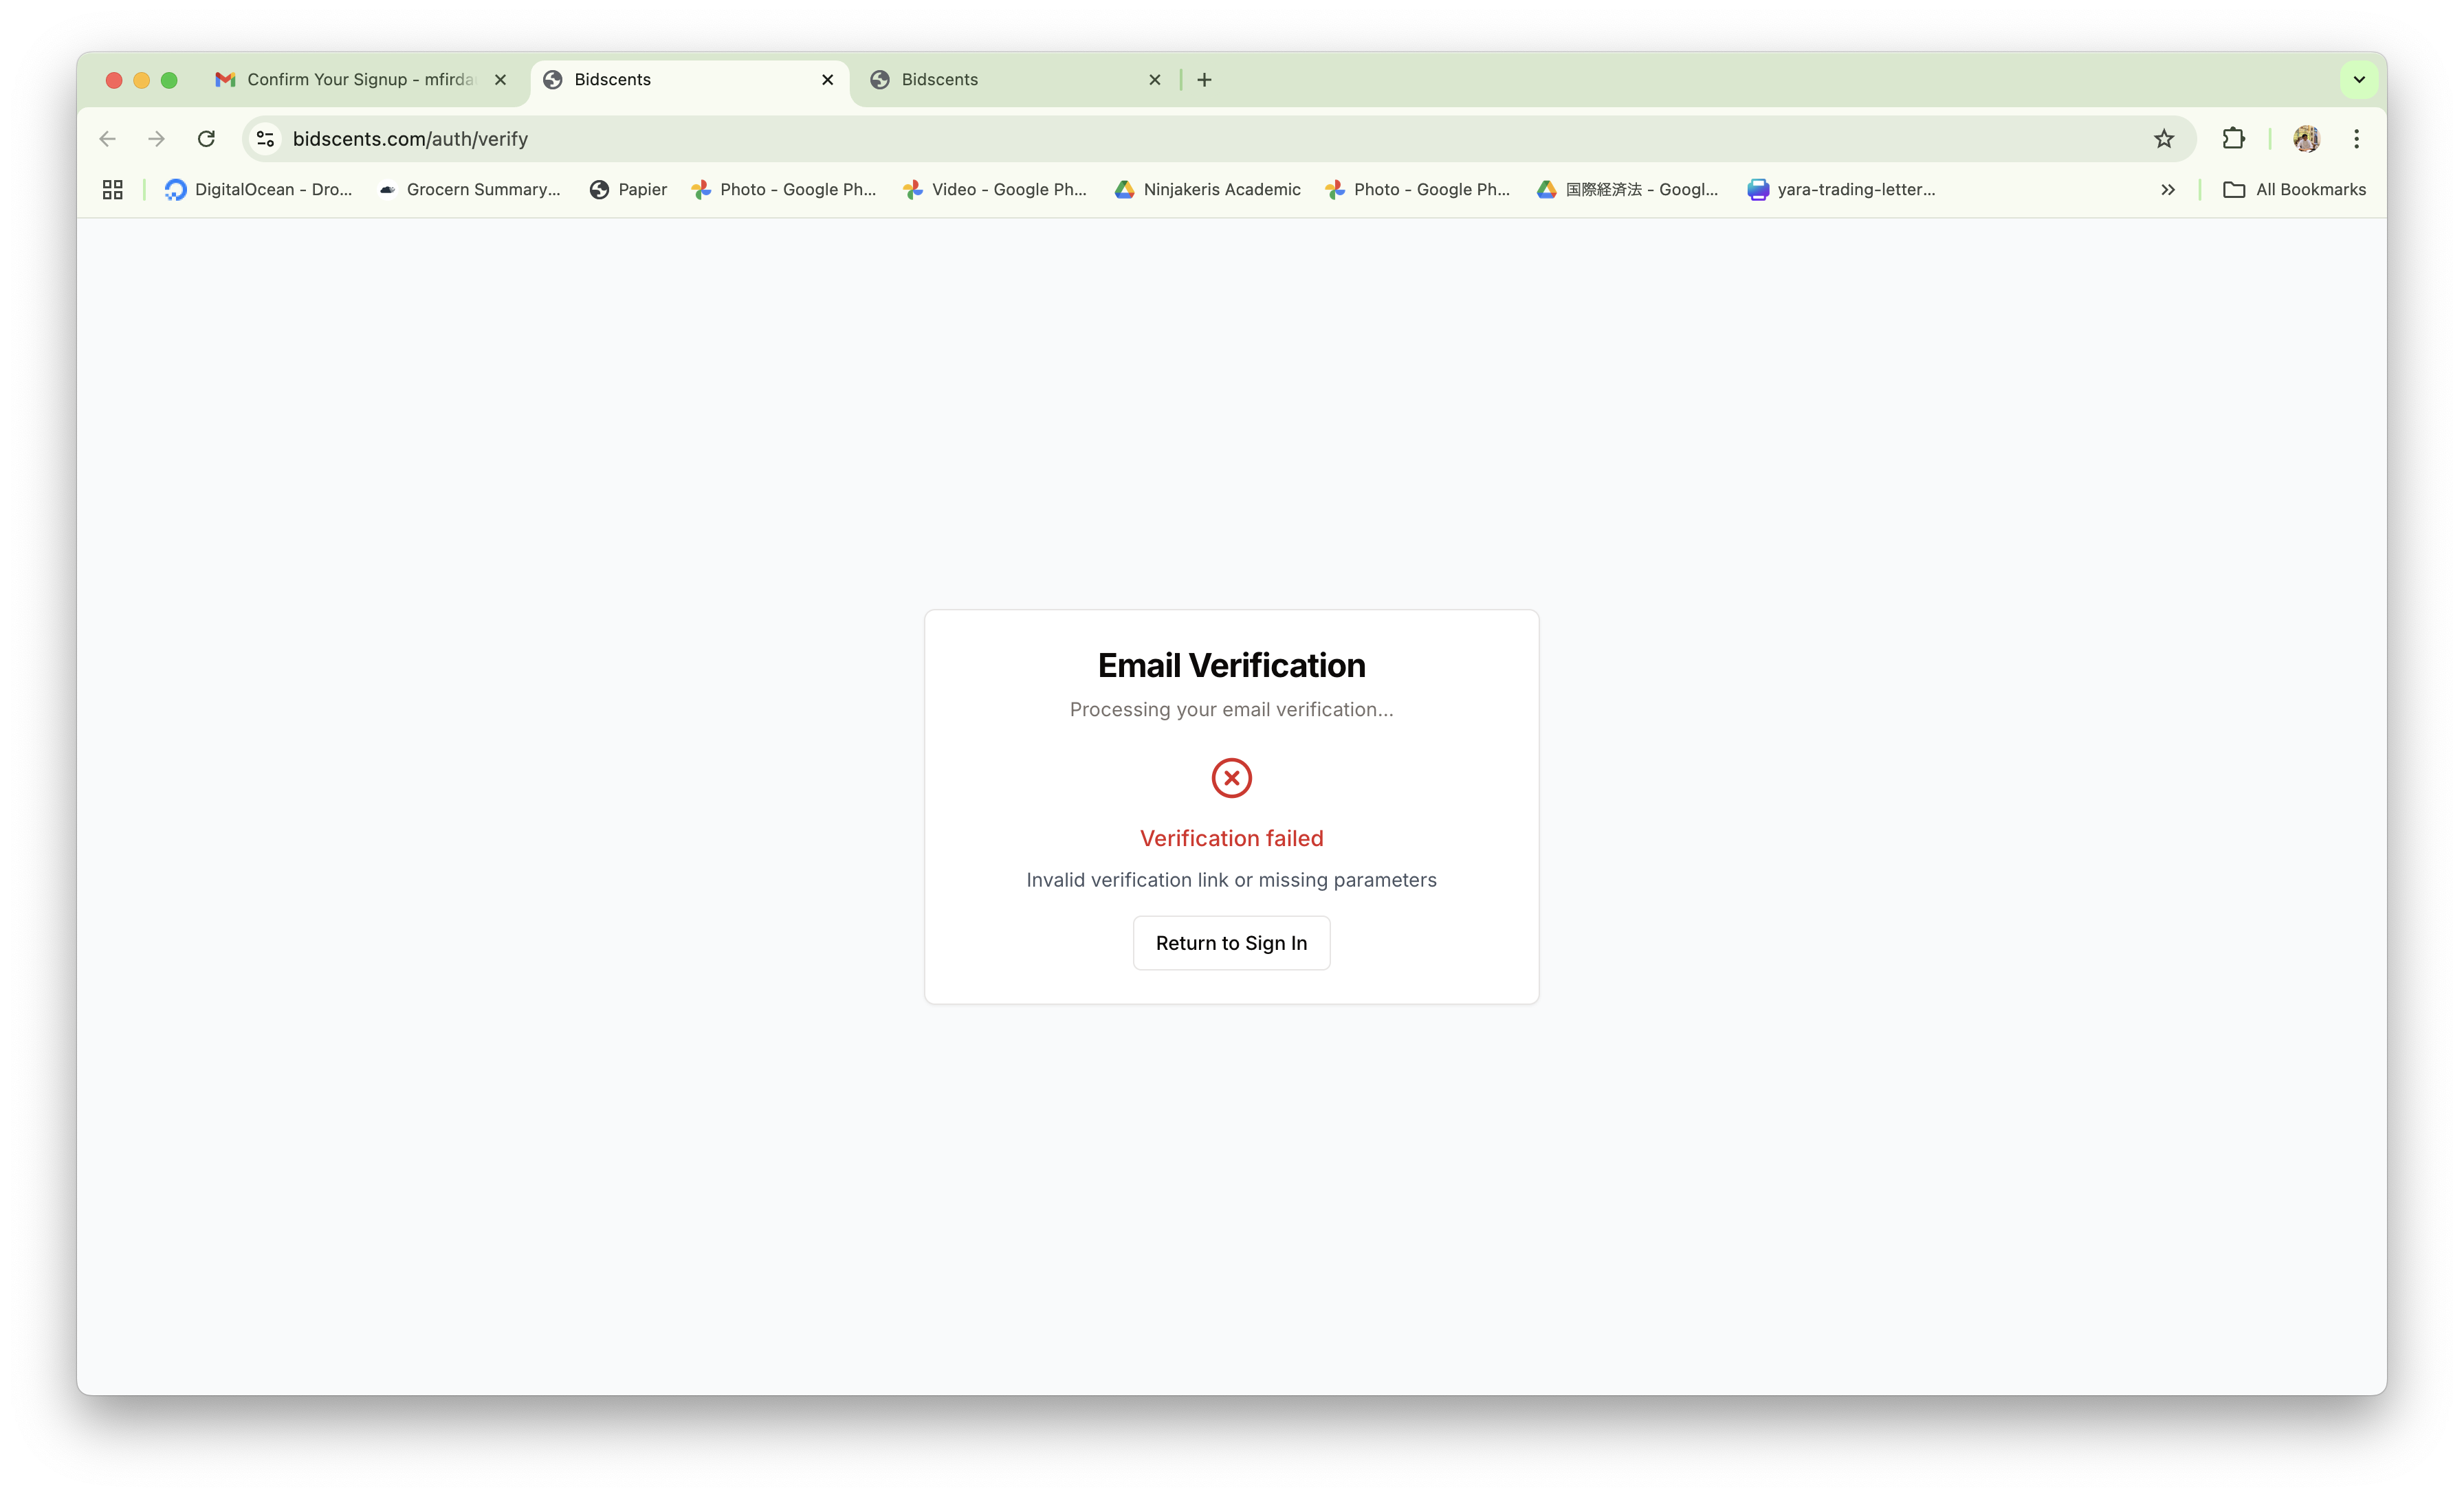 Confirm Your Signup - mfirda
Bidscents
Bidscents
bidscents.com/auth/verify
DigitalOcean - Dro...
Grocern Summary...
Papier
Photo - Google Ph...
Video - Google Ph...
Ninjakeris Academic
Photo - Google Ph...
国際経済法 - Googl...
yara-trading-letter...
All Bookmarks
Email Verification
Processing your email verification...
Verification failed
Invalid verification link or missing parameters
Return to Sign In